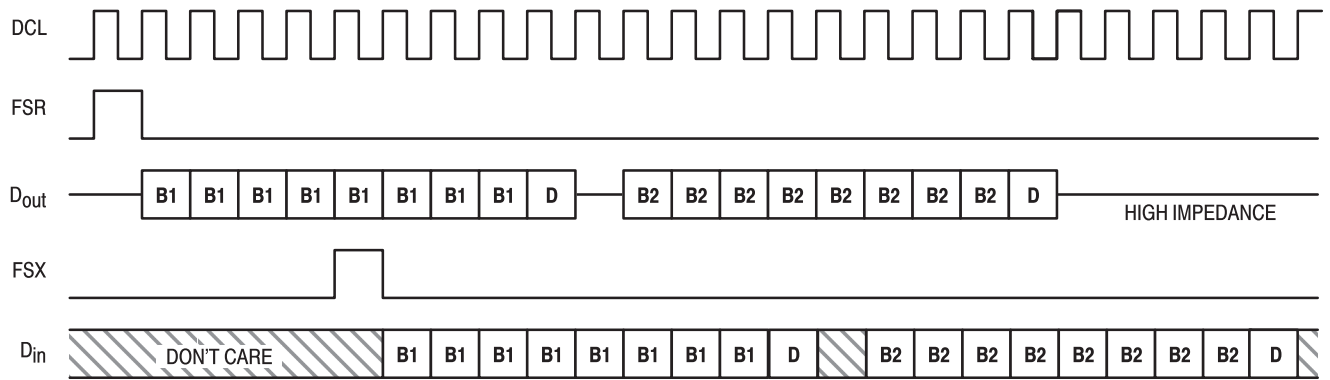 DCL
FSR
Dout B1 B1 B1 B1 B1 B1 B1 B1 D B2 B2 B2 B2 B2 B2 B2 B2 D
HIGH IMPEDANCE
FSX
Din DON'T CARE B1 B1 B1 B1 B1 B1 B1 B1 D B2 B2 B2 B2 B2 B2 B2 B2 D